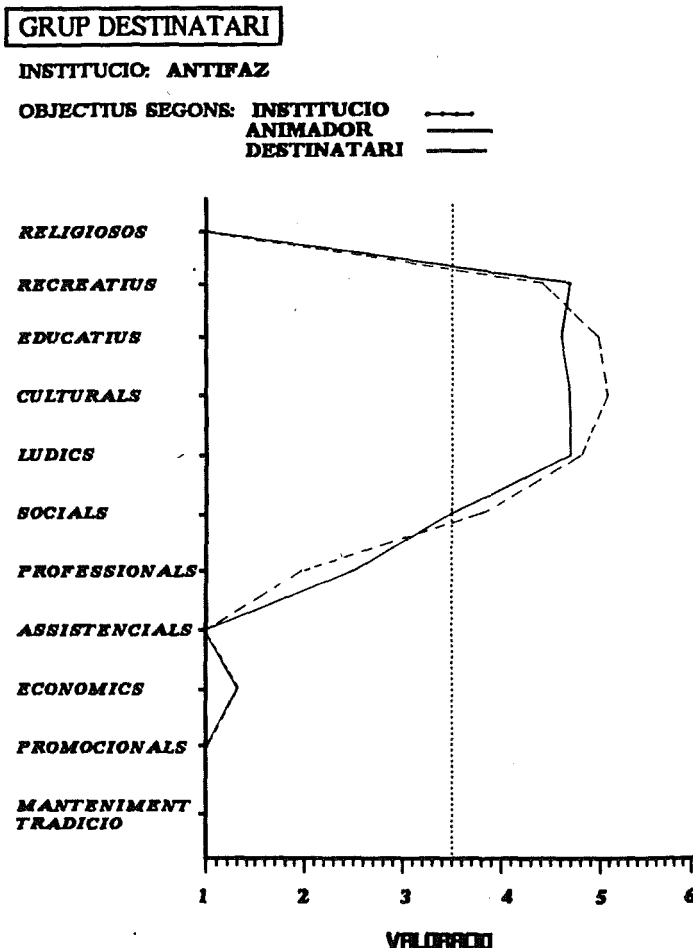 GRUP DESTINATARI
INSTITUCIO: ANTIFAZ
OBJECTIUS SEGONS: INSTITUCIO
ANIMADOR
DESTINATARI
RELIGIOSOS
RECREATIUS
EDUCATIUS
CULTURALS
LUDICS
SOCIALS
PROFESSIONALS
ASSISTENCIALS
ECONOMICS
PROMOCIONALS
MANTENIMENT
TRADICIO
1 2 3 4 5 6
VALORACIO